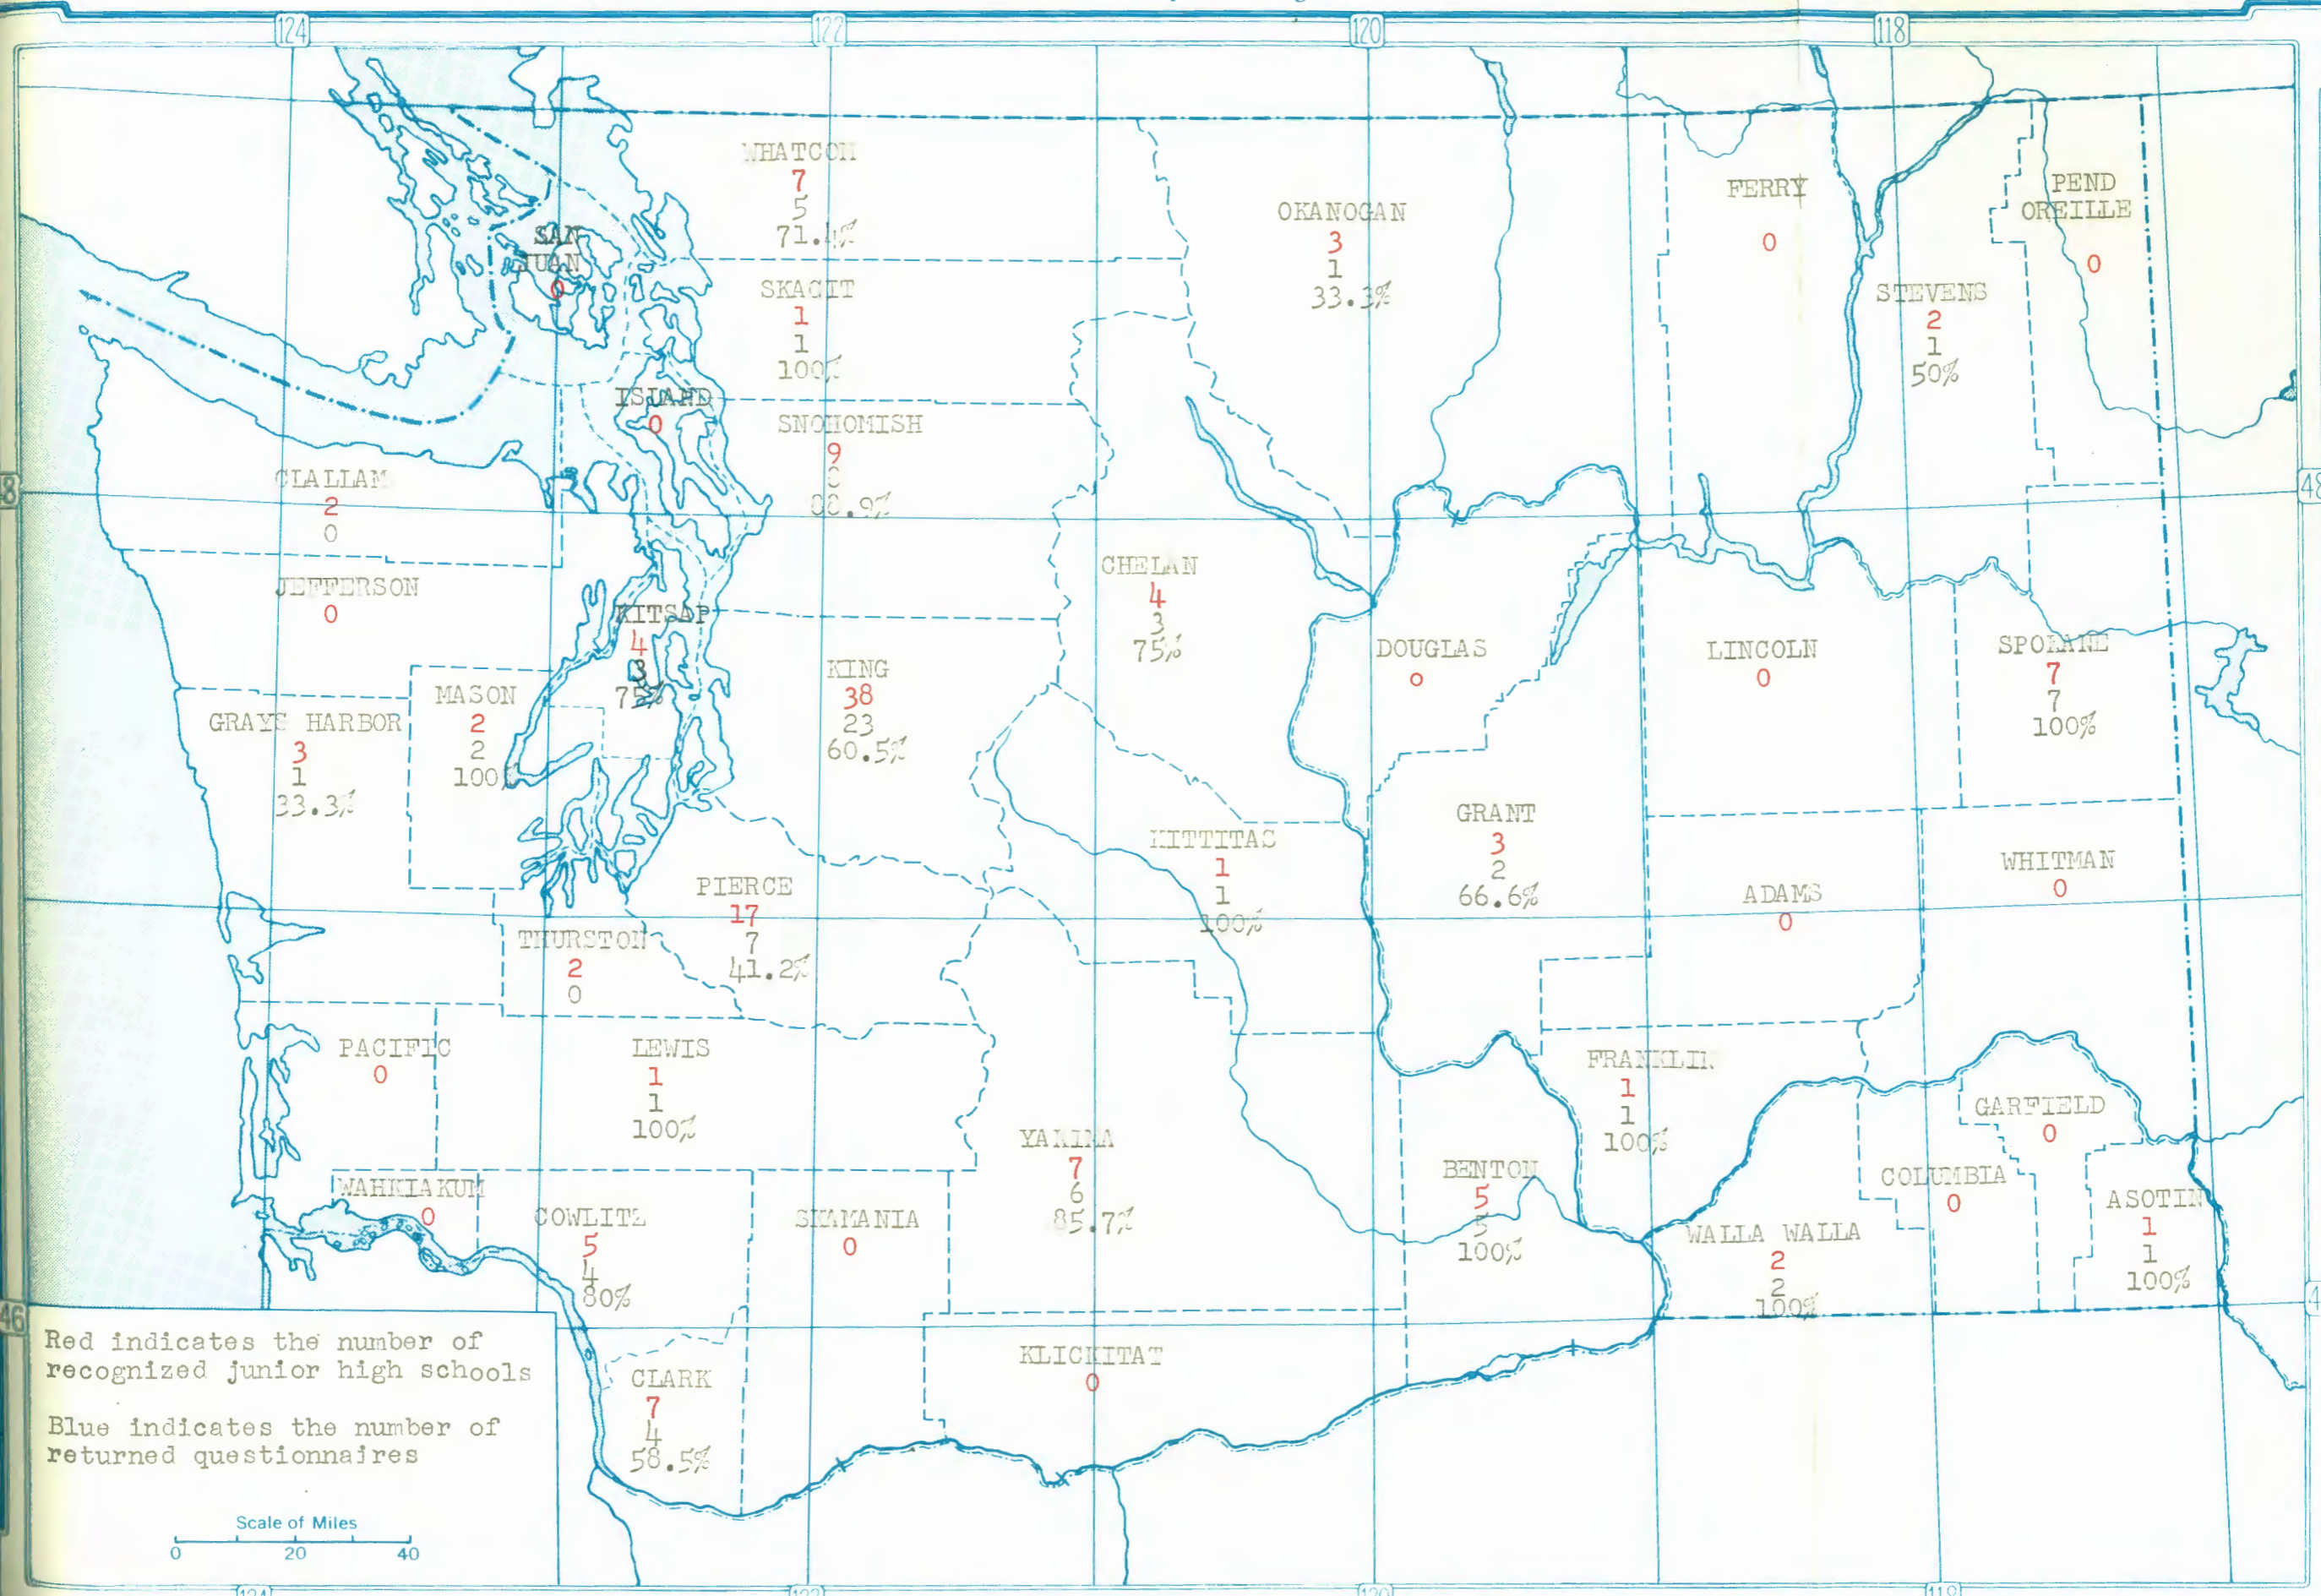 124
122
120
118
WHATCOM
7
5
71.4%
SAN
JUAN
0
SKAGIT
1
1
100%
ISLAND
0
SNOHOMISH
9
8
88.9%
OKANOGAN
3
1
33.3%
FERRY
0
STEVENS
2
1
50%
PEND
OREILLE
0
48
48
CLALLAM
2
0
JEFFERSON
0
KITSAP
4
3
75%
CHELAN
4
3
75%
DOUGLAS
0
LINCOLN
0
SPOKANE
7
7
100%
GRAYS HARBOR
3
1
33.3%
MASON
2
2
100%
KING
38
23
60.5%
KITTITAS
1
1
100%
GRANT
3
2
66.6%
ADAMS
0
WHITMAN
0
PIERCE
17
7
41.2%
THURSTON
2
0
PACIFIC
0
LEWIS
1
1
100%
YAKIMA
7
6
85.7%
FRANKLIN
1
1
100%
BENTON
5
5
100%
GARFIELD
0
COLUMBIA
0
ASOTIN
1
1
100%
WALLA WALLA
2
2
100%
WAHKIAKUM
0
COWLITZ
5
4
80%
SKAMANIA
0
46
CLARK
7
4
58.5%
KLICKITAT
0
Red indicates the number of
recognized junior high schools
Blue indicates the number of
returned questionnaires
Scale of Miles
0 20 40